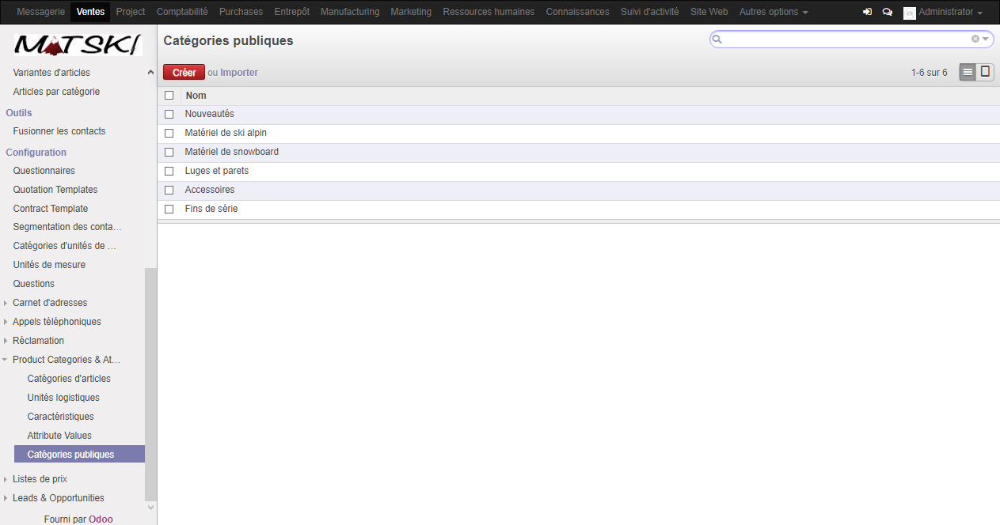 Messagerie Ventes Project Comptabilité Purchases Entrepôt Manufacturing Marketing Ressources humaines Connaissances Suivi d'activité Site Web Autres options Administrator
MATSKI
Variantes d'articles
Articles par catégorie
Outils
Fusionner les contacts
Configuration
Questionnaires
Quotation Templates
Contract Template
Segmentation des conta…
Catégories d'unités de …
Unités de mesure
Questions
Carnet d'adresses
Appels téléphoniques
Réclamation
Product Categories & At…
Catégories d'articles
Unités logistiques
Caractéristiques
Attribute Values
Catégories publiques
Listes de prix
Leads & Opportunities
Fourni par Odoo
Catégories publiques
Créer ou Importer
1-6 sur 6
Nom
Nouveautés
Matériel de ski alpin
Matériel de snowboard
Luges et parets
Accessoires
Fins de série